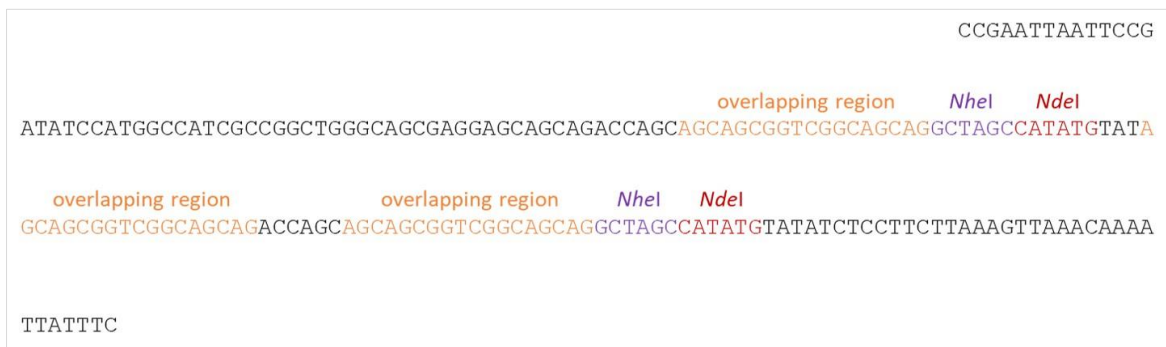 CCGAATTAATTCCG
overlapping region NheI NdeI
ATATCCATGGCCATCGCCGGCTGGGCAGCGAGGAGCAGCAGACCAGCAGCAGCGGTCGGCAGCAGGCTAGCCATATGTATA
overlapping region overlapping region NheI NdeI
GCAGCGGTCGGCAGCAGACCAGCAGCAGCGGTCGGCAGCAGGCTAGCCATATGTATATCTCCTTCTTAAAGTTAAACAAAA
TTATTTC